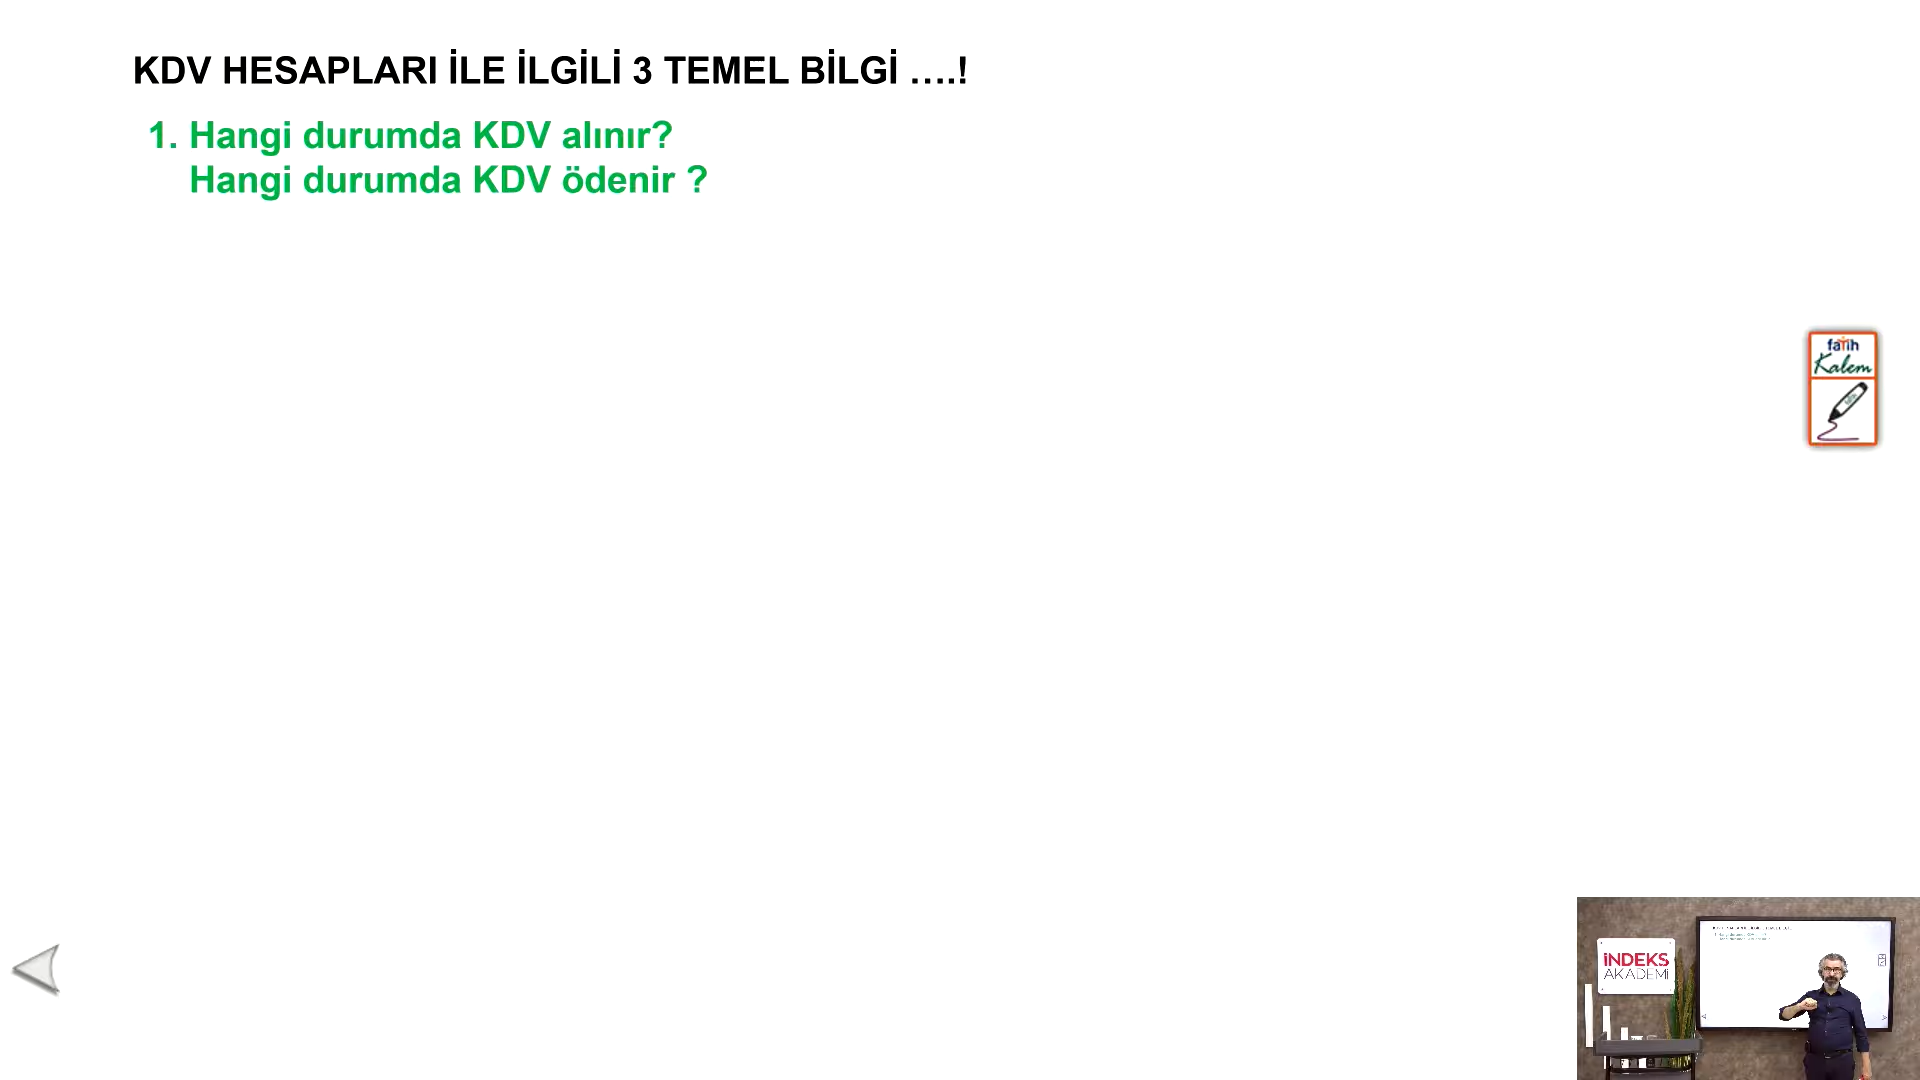 KDV HESAPLARI İLE İLGİLİ 3 TEMEL BİLGİ ....!
1. Hangi durumda KDV alınır?
Hangi durumda KDV ödenir ?
fatih
Kalem
İNDEKS
AKADEMİ